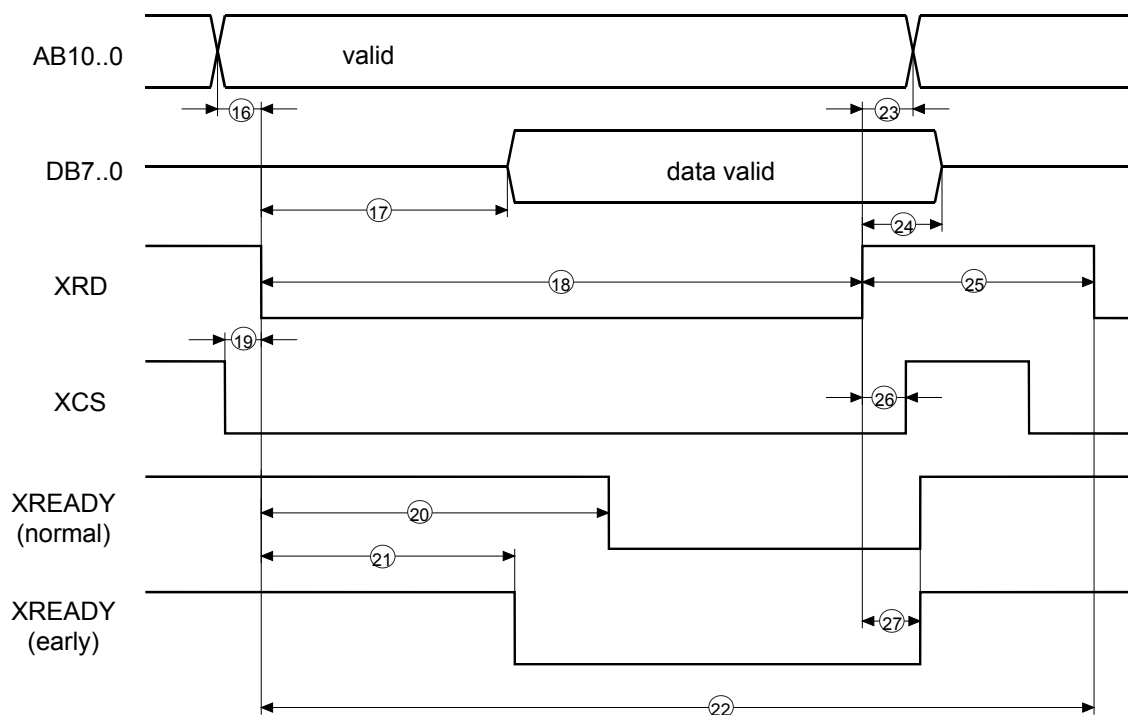 AB10..0
valid
16
23
DB7..0
data valid
17
24
XRD
18
25
19
XCS
26
XREADY
(normal)
20
21
XREADY
(early)
27
22